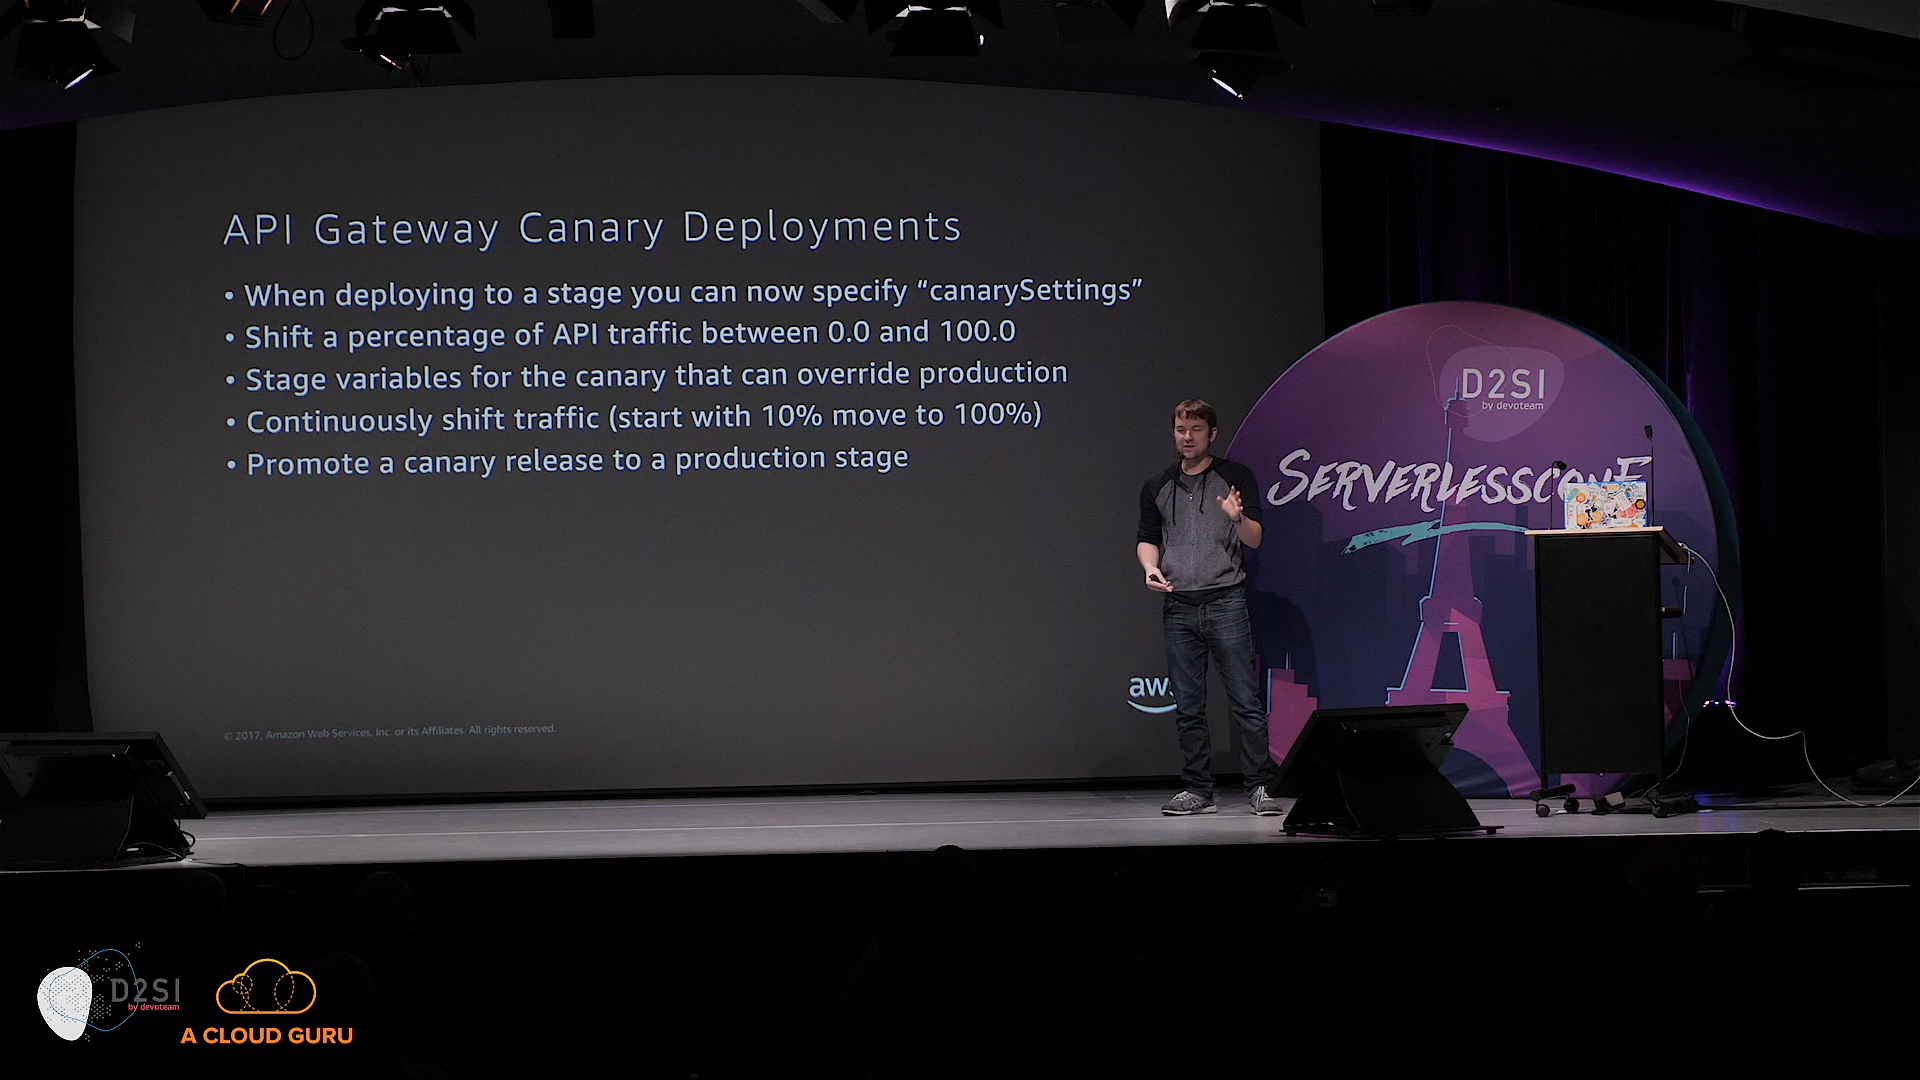 API Gateway Canary Deployments
• When deploying to a stage you can now specify “canarySettings”
• Shift a percentage of API traffic between 0.0 and 100.0
• Stage variables for the canary that can override production
• Continuously shift traffic (start with 10% move to 100%)
• Promote a canary release to a production stage
aws
© 2017, Amazon Web Services, Inc. or its Affiliates. All rights reserved.
D2SI
by devoteam
SERVERLESSCONF
D2SI
by devoteam
A CLOUD GURU